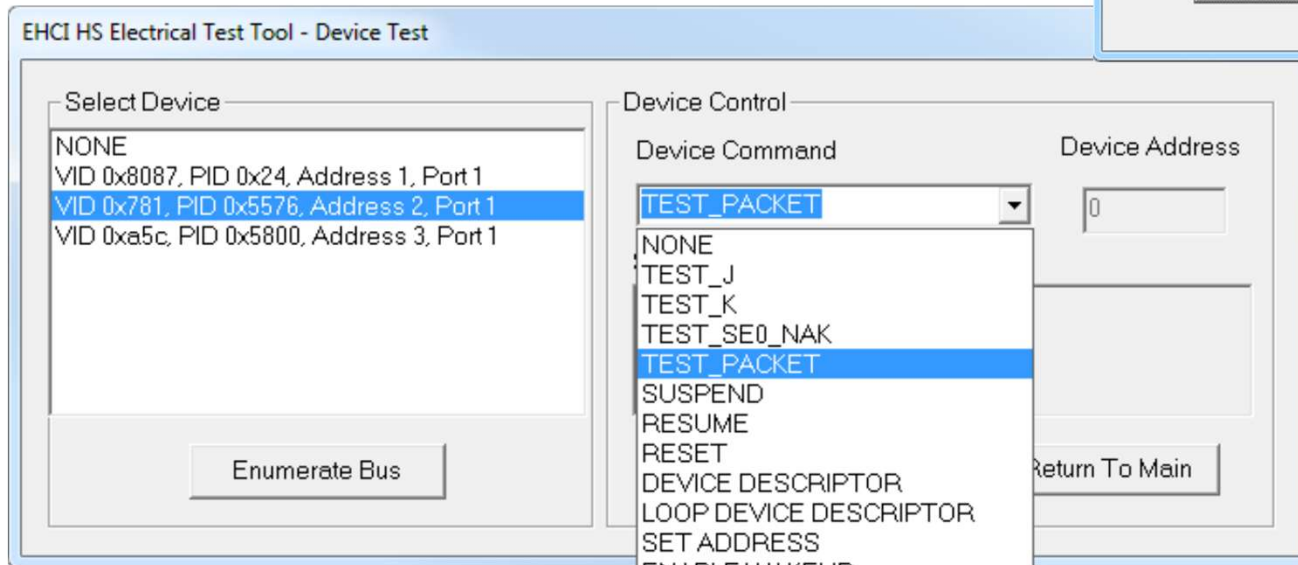 EHCI HS Electrical Test Tool - Device Test
Select Device
NONE
VID 0x8087, PID 0x24, Address 1, Port 1
VID 0x781, PID 0x5576, Address 2, Port 1
VID 0xa5c, PID 0x5800, Address 3, Port 1
Enumerate Bus
Device Control
Device Command
Device Address
TEST_PACKET
0
NONE
TEST_J
TEST_K
TEST_SE0_NAK
TEST_PACKET
SUSPEND
RESUME
RESET
DEVICE DESCRIPTOR
LOOP DEVICE DESCRIPTOR
SET ADDRESS
Return To Main